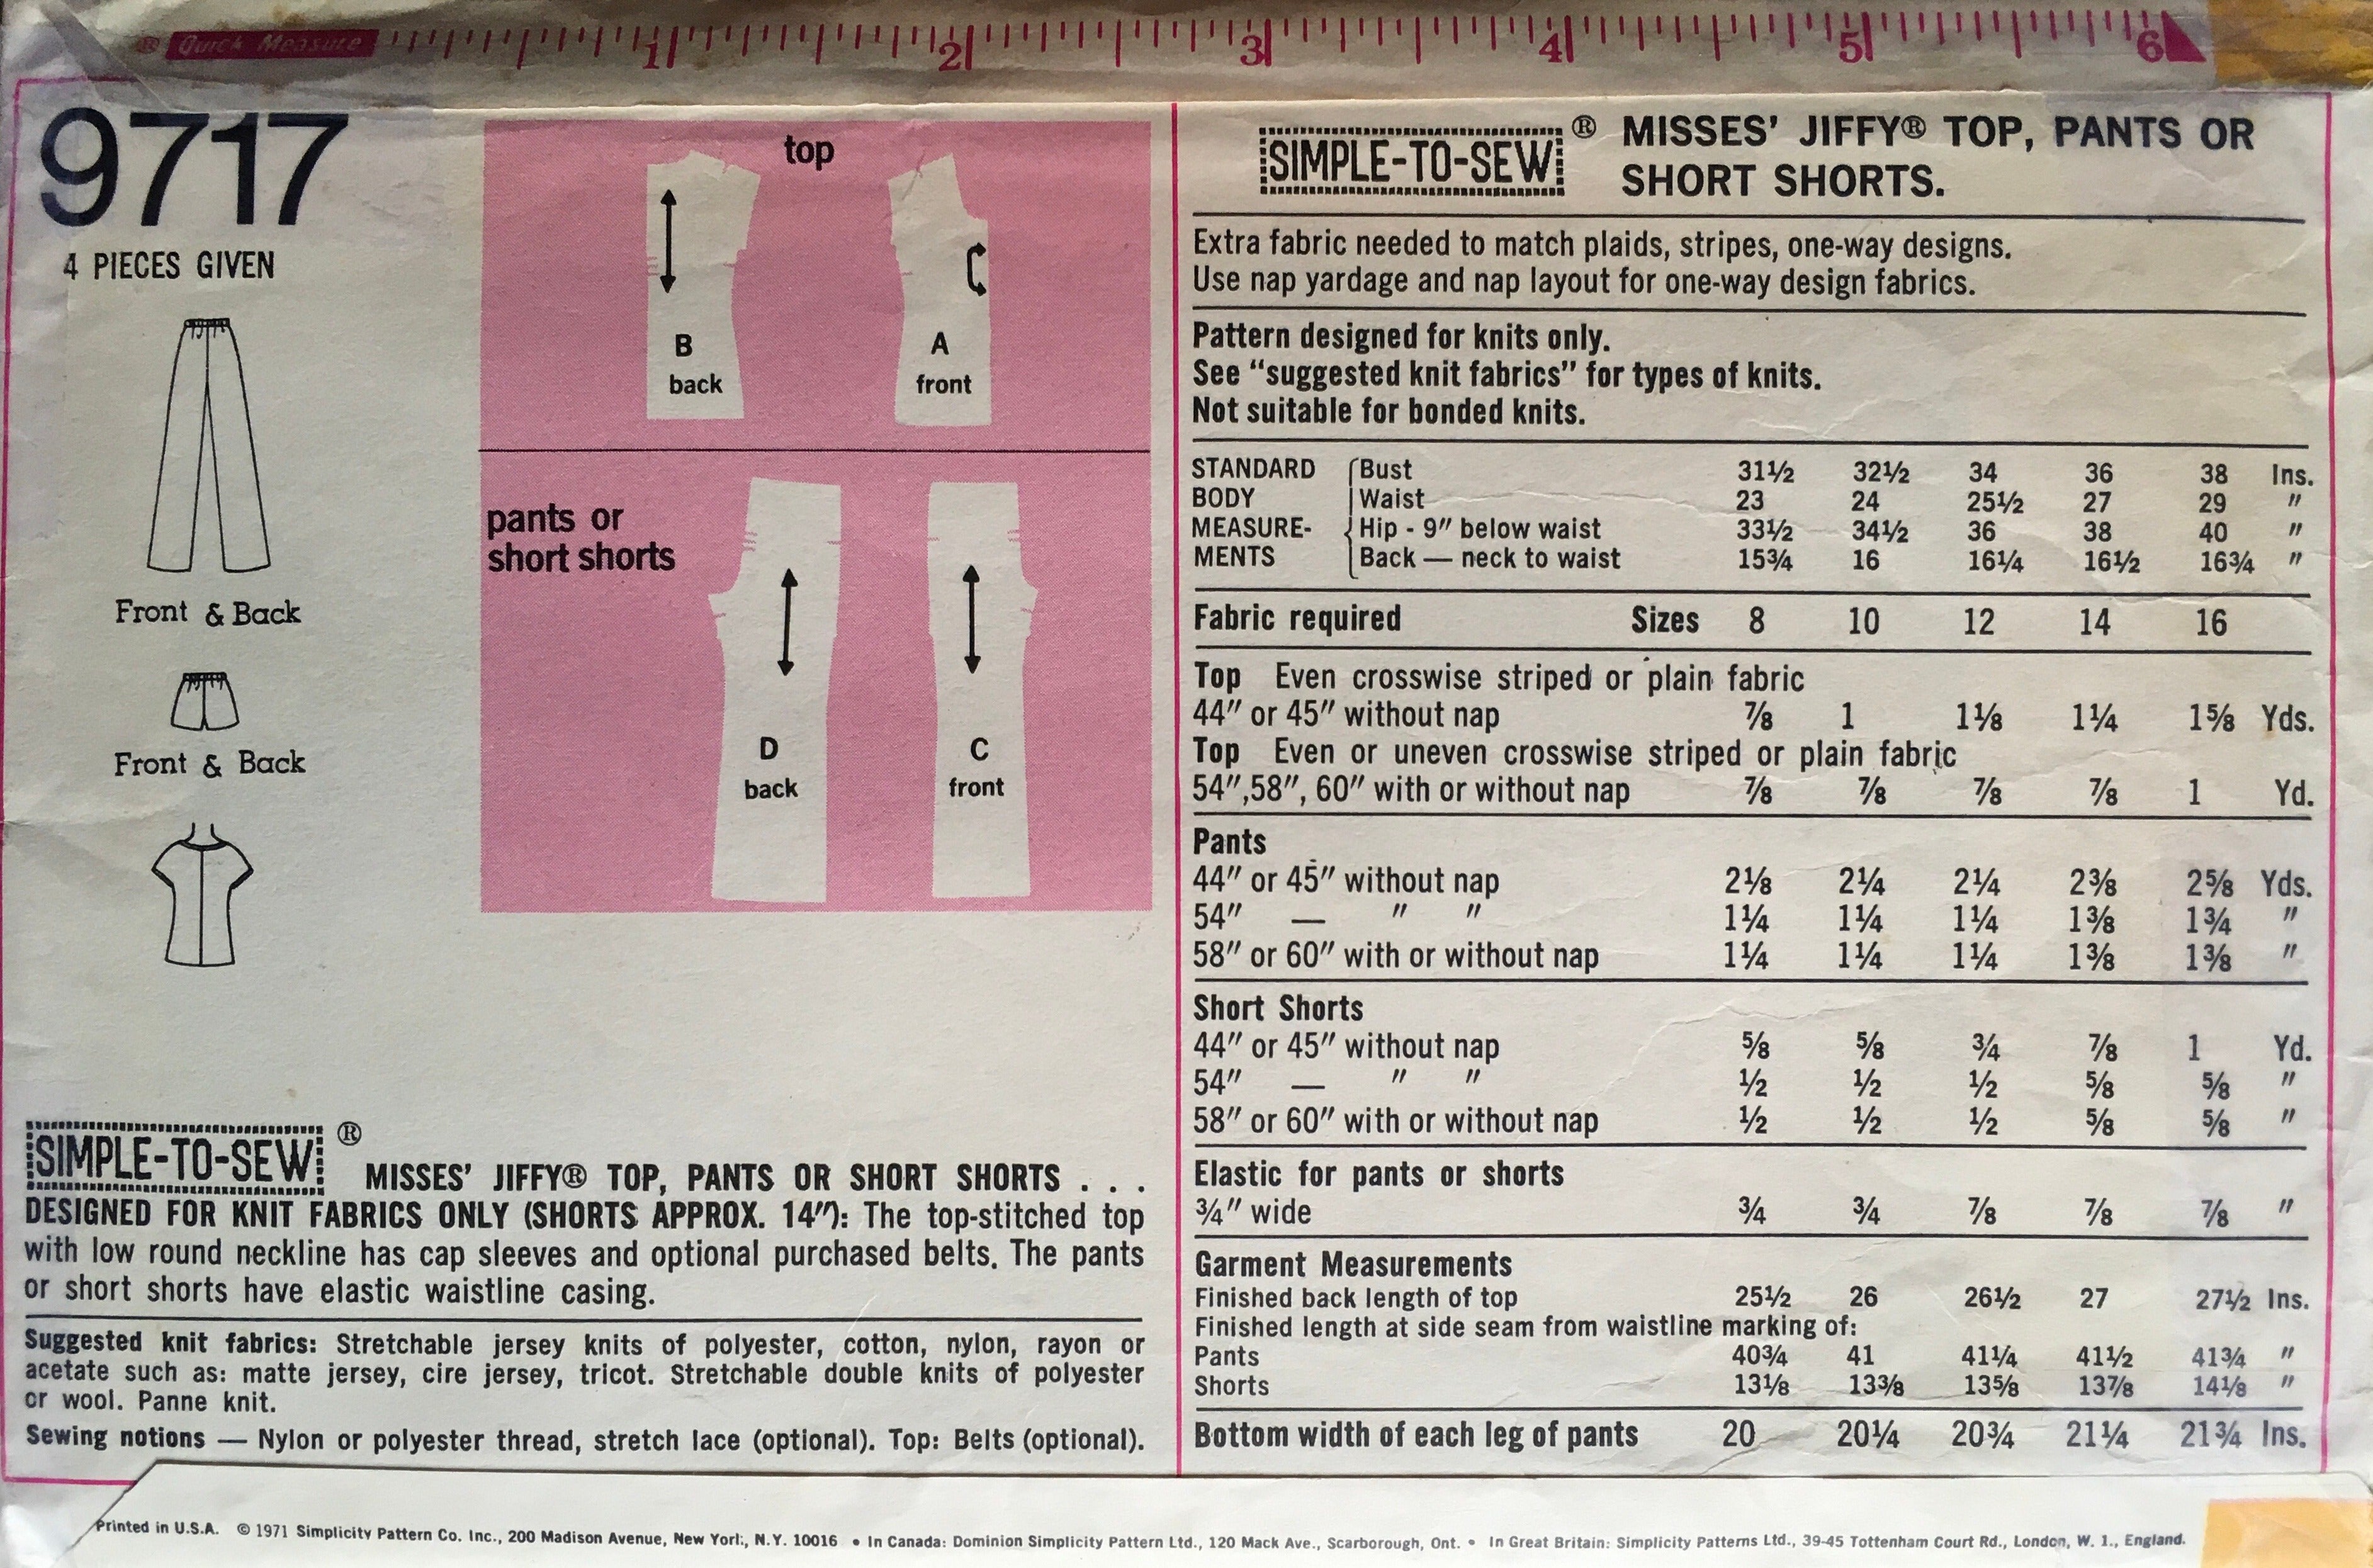 ® Quick Measure 1 2 3 4 5 6
9717
4 PIECES GIVEN
Front & Back
Front & Back
top
B
back
A
front
pants or
short shorts
D
back
C
front
SIMPLE-TO-SEW ® MISSES' JIFFY® TOP, PANTS OR SHORT SHORTS . . .
DESIGNED FOR KNIT FABRICS ONLY (SHORTS APPROX. 14"): The top-stitched top
with low round neckline has cap sleeves and optional purchased belts. The pants
or short shorts have elastic waistline casing.
Suggested knit fabrics: Stretchable jersey knits of polyester, cotton, nylon, rayon or
acetate such as: matte jersey, cire jersey, tricot. Stretchable double knits of polyester
or wool. Panne knit.
Sewing notions — Nylon or polyester thread, stretch lace (optional). Top: Belts (optional).
SIMPLE-TO-SEW ® MISSES' JIFFY® TOP, PANTS OR
SHORT SHORTS.
Extra fabric needed to match plaids, stripes, one-way designs.
Use nap yardage and nap layout for one-way design fabrics.
Pattern designed for knits only.
See "suggested knit fabrics" for types of knits.
Not suitable for bonded knits.
STANDARD Bust 31½ 32½ 34 36 38 Ins.
BODY Waist 23 24 25½ 27 29 "
MEASURE- Hip - 9" below waist 33½ 34½ 36 38 40 "
MENTS Back — neck to waist 15¾ 16 16¼ 16½ 16¾ "
Fabric required Sizes 8 10 12 14 16
Top Even crosswise striped or plain fabric
44" or 45" without nap ⅞ 1 1⅛ 1¼ 1⅝ Yds.
Top Even or uneven crosswise striped or plain fabric
54",58", 60" with or without nap ⅞ ⅞ ⅞ ⅞ 1 Yd.
Pants
44" or 45" without nap 2⅛ 2¼ 2¼ 2⅜ 2⅝ Yds.
54" — " " 1¼ 1¼ 1¼ 1⅜ 1¾ "
58" or 60" with or without nap 1¼ 1¼ 1¼ 1⅜ 1⅜ "
Short Shorts
44" or 45" without nap ⅝ ⅝ ¾ ⅞ 1 Yd.
54" — " " ½ ½ ½ ⅝ ⅝ "
58" or 60" with or without nap ½ ½ ½ ⅝ ⅝ "
Elastic for pants or shorts
¾" wide ¾ ¾ ⅞ ⅞ ⅞ "
Garment Measurements
Finished back length of top 25½ 26 26½ 27 27½ Ins.
Finished length at side seam from waistline marking of:
Pants 40¾ 41 41¼ 41½ 41¾ "
Shorts 13⅛ 13⅜ 13⅝ 13⅞ 14⅛ "
Bottom width of each leg of pants 20 20¼ 20¾ 21¼ 21¾ Ins.
Printed in U.S.A. © 1971 Simplicity Pattern Co. Inc., 200 Madison Avenue, New York, N.Y. 10016 • In Canada: Dominion Simplicity Pattern Ltd., 120 Mack Ave., Scarborough, Ont. • In Great Britain: Simplicity Patterns Ltd., 39-45 Tottenham Court Rd., London, W. 1., England.